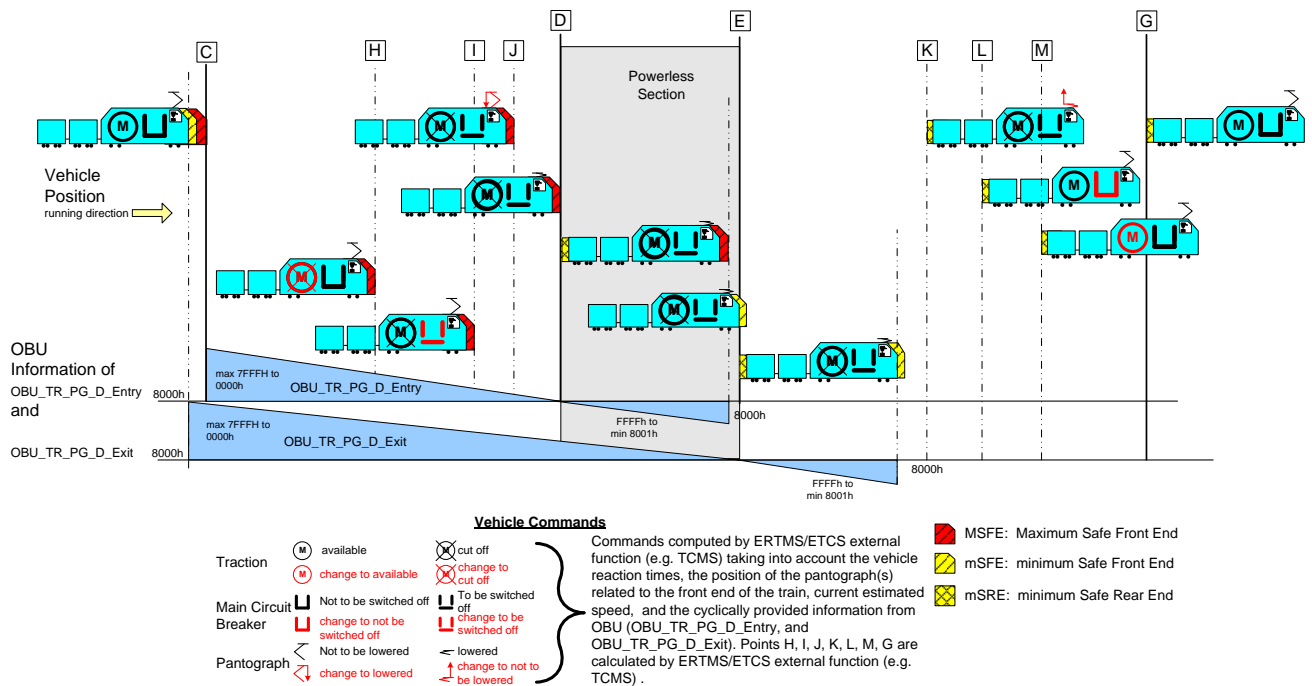 C
H
I
J
D
E
K
L
M
G
Powerless
Section
M
M
M
M
M
M
Vehicle
Position
running direction
M
M
M
M
M
M
M
OBU
Information of
OBU_TR_PG_D_Entry
and
OBU_TR_PG_D_Exit
8000h
max 7FFFH to
0000h
OBU_TR_PG_D_Entry
FFFFh to
min 8001h
8000h
8000h
max 7FFFH to
0000h
OBU_TR_PG_D_Exit
FFFFh to
min 8001h
8000h
Vehicle Commands
Traction
M available
M cut off
M change to available
M change to
cut off
Main Circuit
Breaker
Not to be switched off
To be switched
off
change to not be
switched off
change to be
switched off
Pantograph
Not to be lowered
lowered
change to lowered
change to not to
be lowered
Commands computed by ERTMS/ETCS external
function (e.g. TCMS) taking into account the vehicle
reaction times, the position of the pantograph(s)
related to the front end of the train, current estimated
speed, and the cyclically provided information from
OBU (OBU_TR_PG_D_Entry, and
OBU_TR_PG_D_Exit). Points H, I, J, K, L, M, G are
calculated by ERTMS/ETCS external function (e.g.
TCMS) .
MSFE: Maximum Safe Front End
mSFE: minimum Safe Front End
mSRE: minimum Safe Rear End